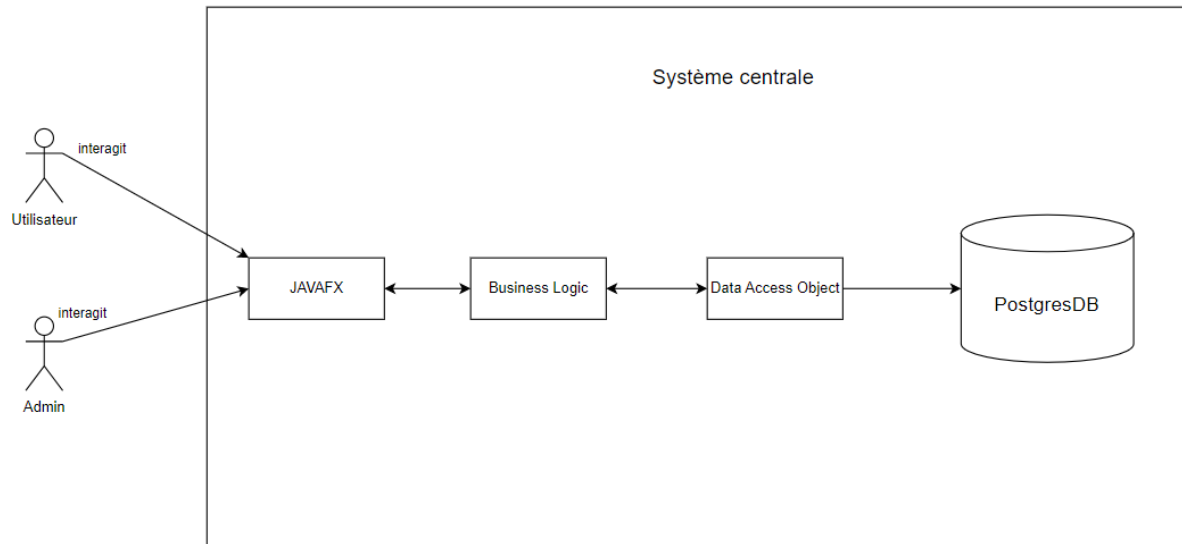 Système centrale
interagit
Utilisateur
interagit
Admin
JAVAFX
Business Logic
Data Access Object
PostgresDB